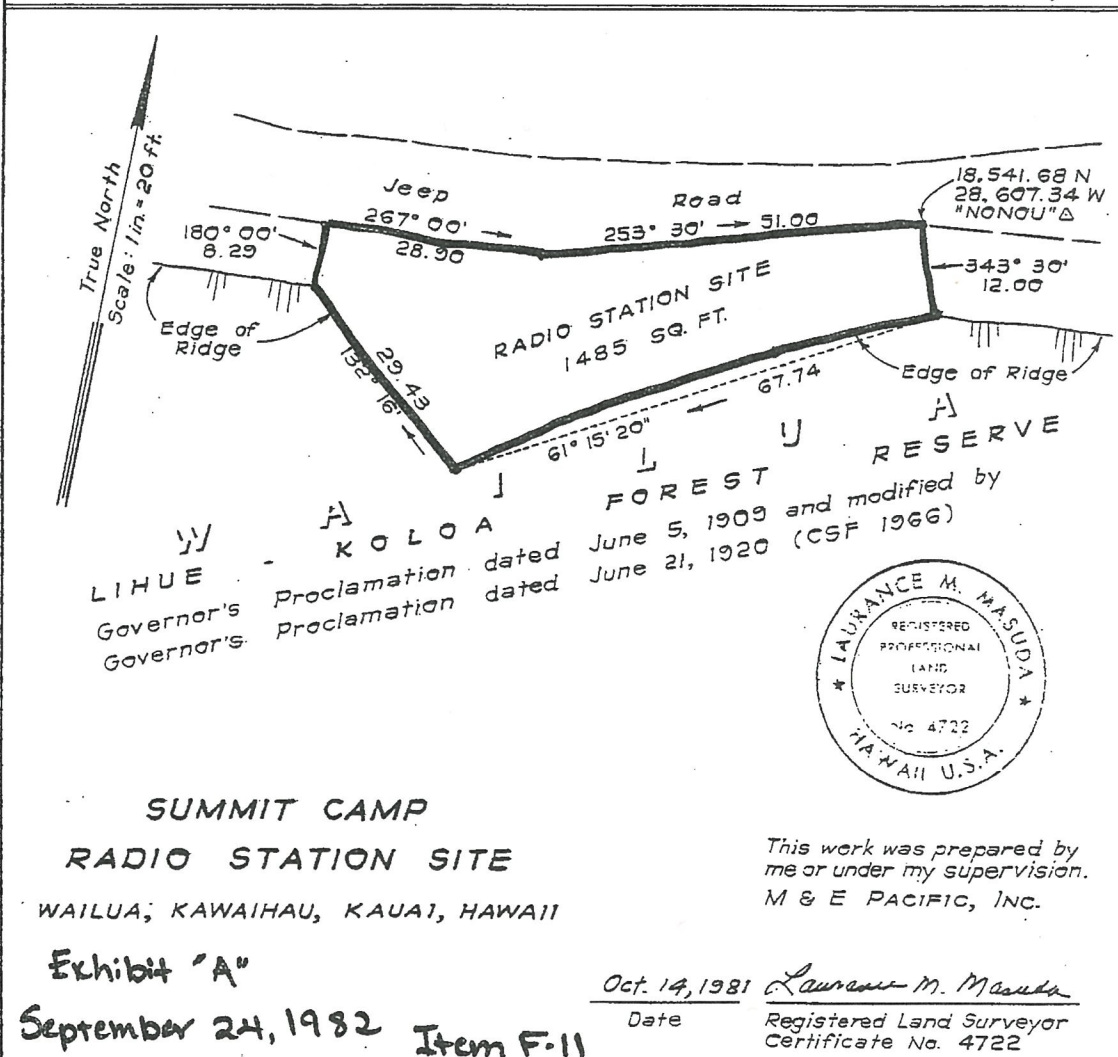 True North
Scale: 1 in. = 20 ft.
Jeep Road
18,541.68 N
28,607.34 W
"NONOU"△
180° 00'
8.29
267° 00' →
28.90
253° 30' → 51.00
343° 30'
12.00
Edge of
Ridge
RADIO STATION SITE
1485 SQ. FT.
29.43
132° 16'
67.74
61° 15' 20"
Edge of Ridge
W A I L U A
LIHUE - KOLOA FOREST RESERVE
Governor's Proclamation dated June 5, 1909 and modified by
Governor's Proclamation dated June 21, 1920 (CSF 1966)
★ LAURANCE M. MASUDA ★
REGISTERED
PROFESSIONAL
LAND
SURVEYOR
No. 4722
HAWAII U.S.A.
SUMMIT CAMP
RADIO STATION SITE
WAILUA, KAWAIHAU, KAUAI, HAWAII
This work was prepared by
me or under my supervision.
M & E PACIFIC, INC.
Exhibit "A"
September 24, 1982 Item F-11
Oct. 14, 1981 Laurance M. Masuda
Date Registered Land Surveyor
Certificate No. 4722